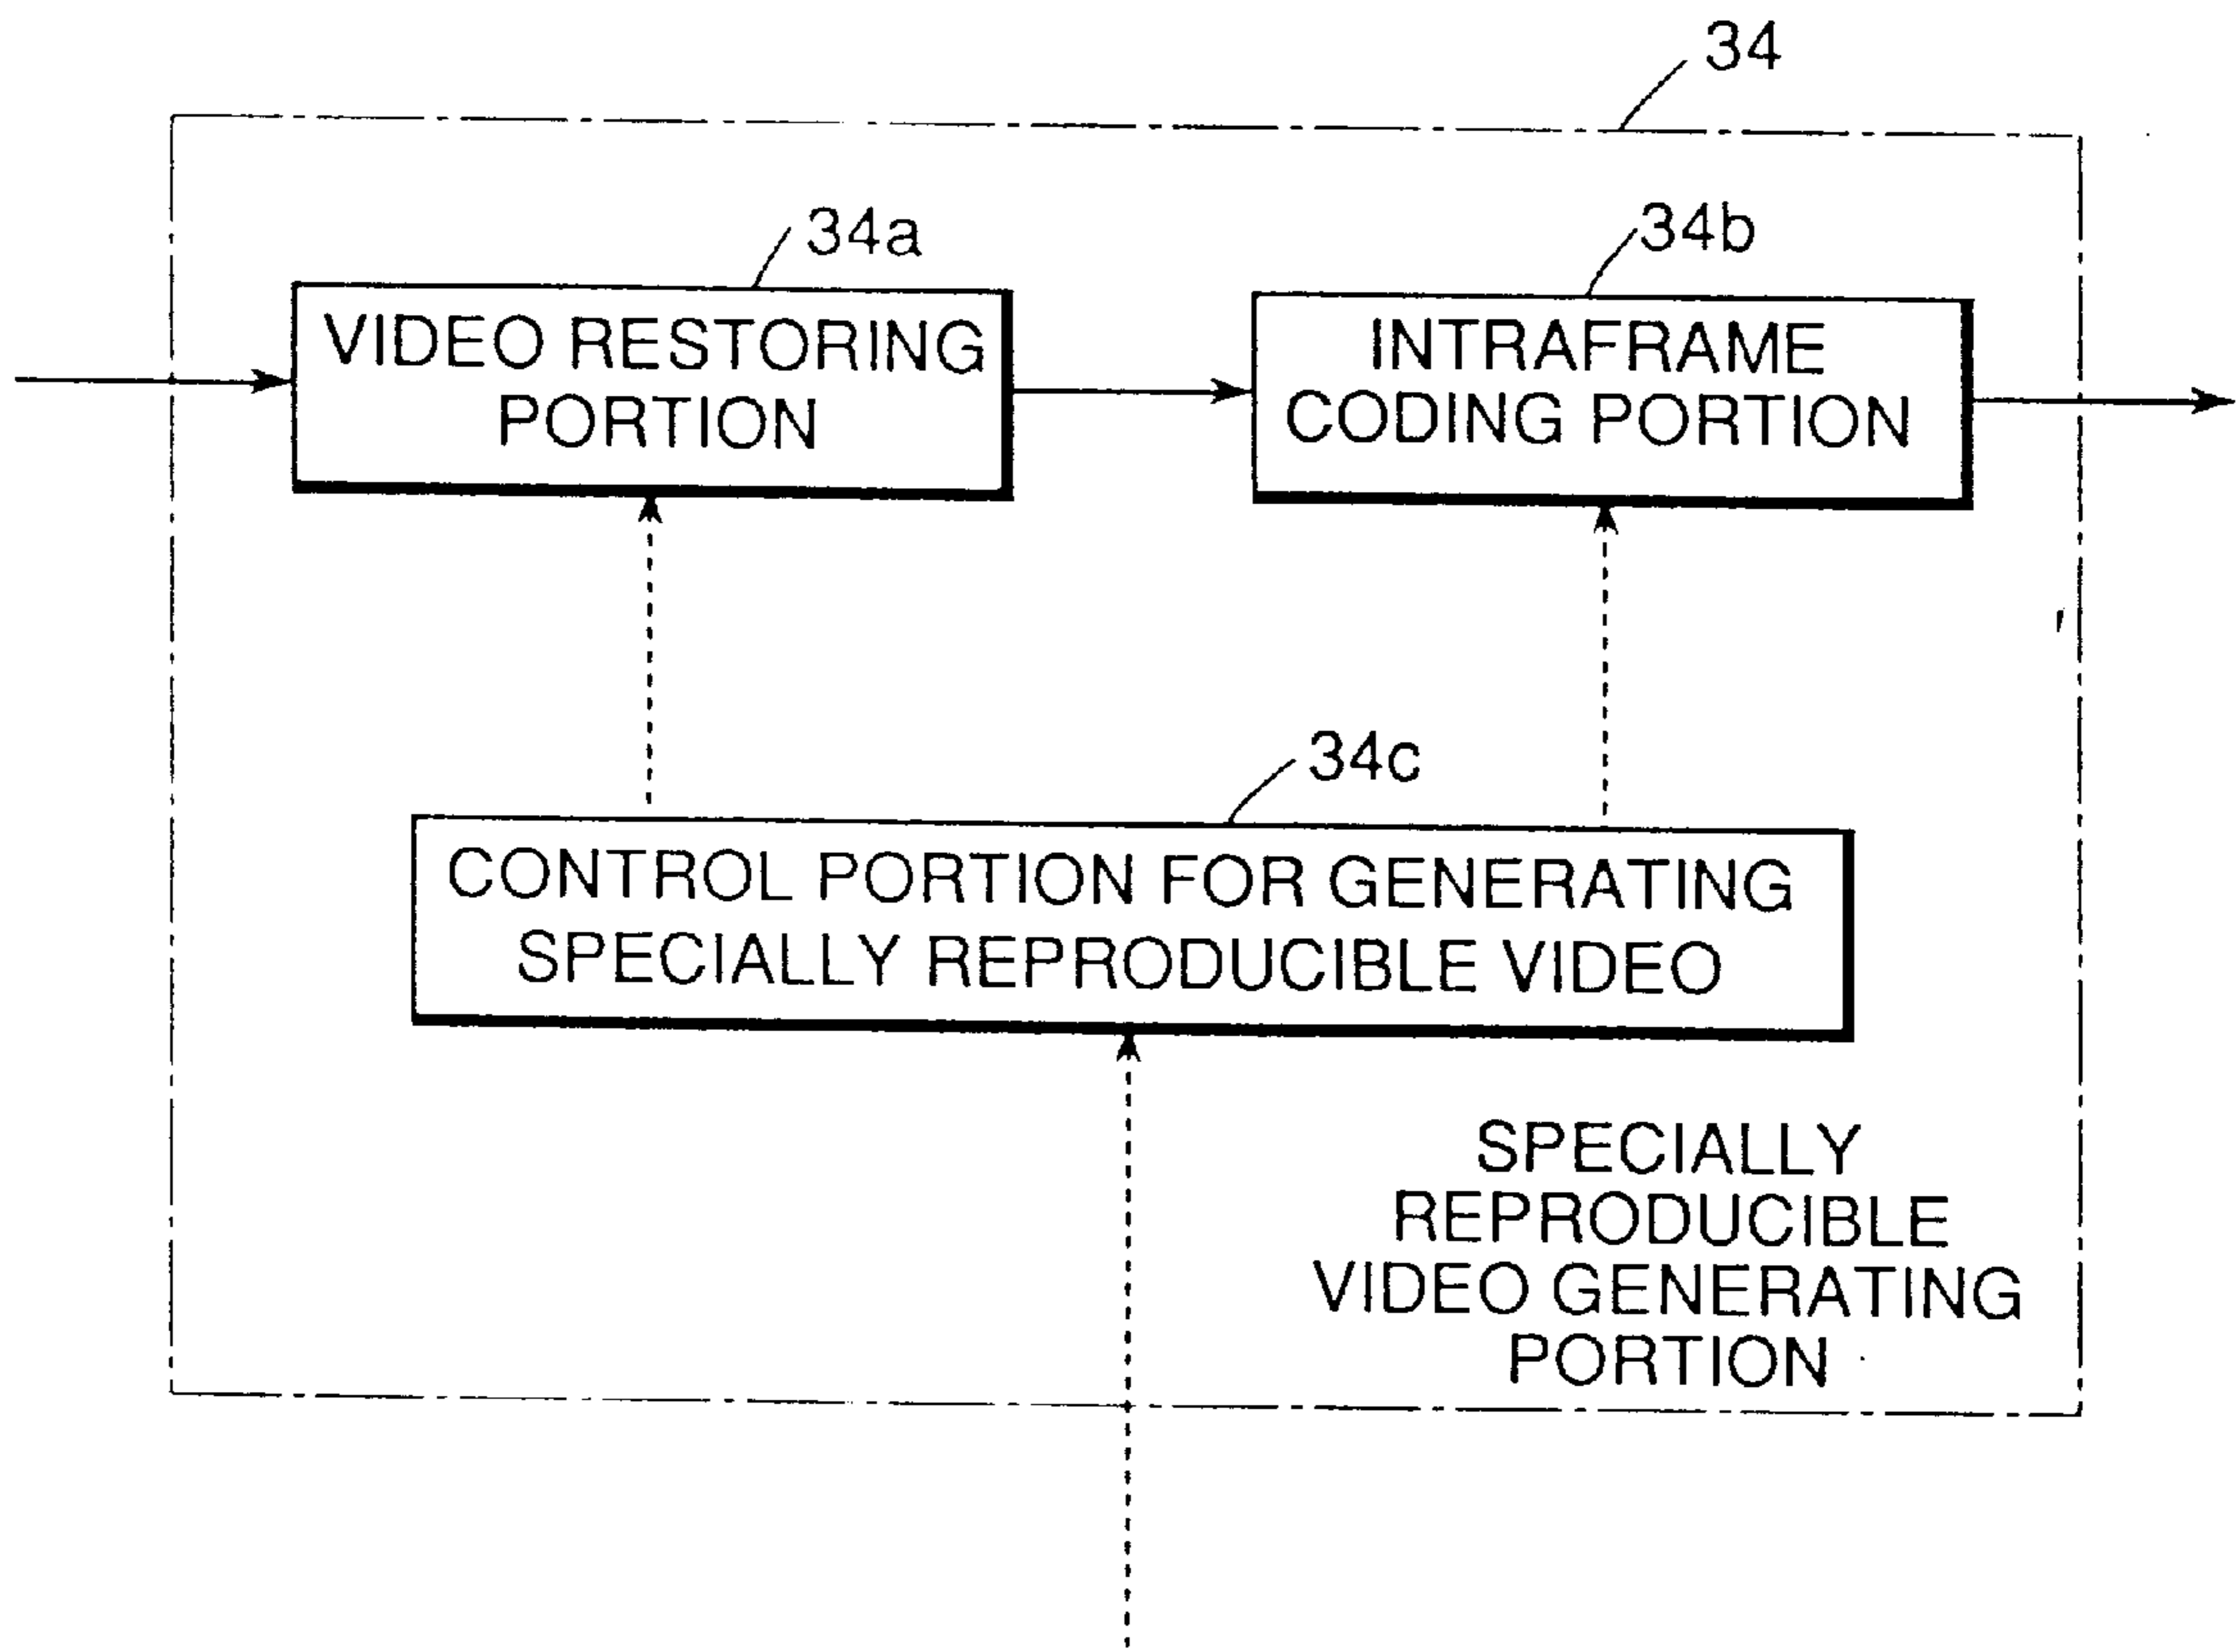 34
34a
34b
VIDEO RESTORING
PORTION
INTRAFRAME
CODING PORTION
34c
CONTROL PORTION FOR GENERATING
SPECIALLY REPRODUCIBLE VIDEO
SPECIALLY
REPRODUCIBLE
VIDEO GENERATING
PORTION